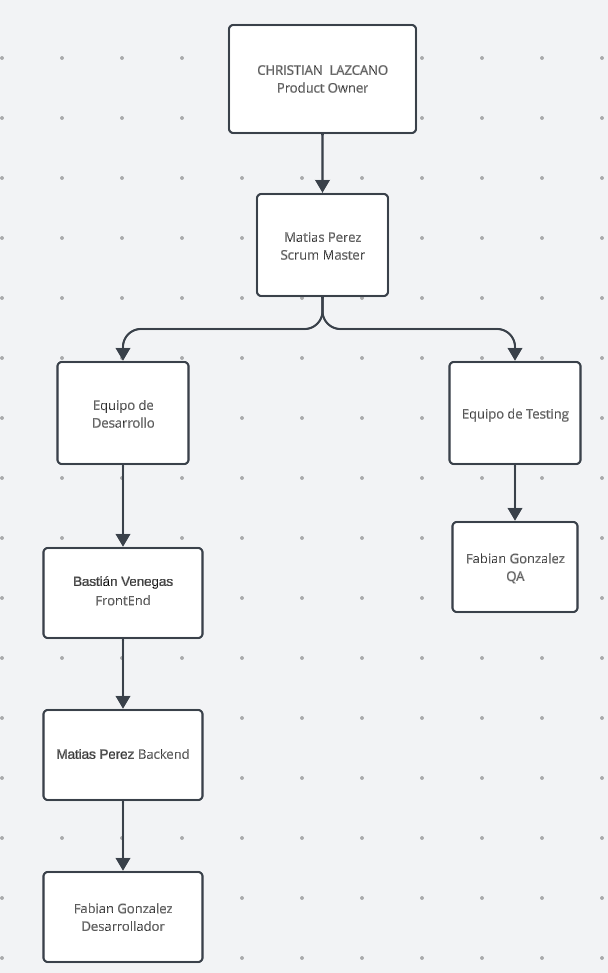 CHRISTIAN LAZCANO
Product Owner
Matias Perez
Scrum Master
Equipo de
Desarrollo
Equipo de Testing
Bastián Venegas
FrontEnd
Fabian Gonzalez
QA
Matias Perez Backend
Fabian Gonzalez
Desarrollador